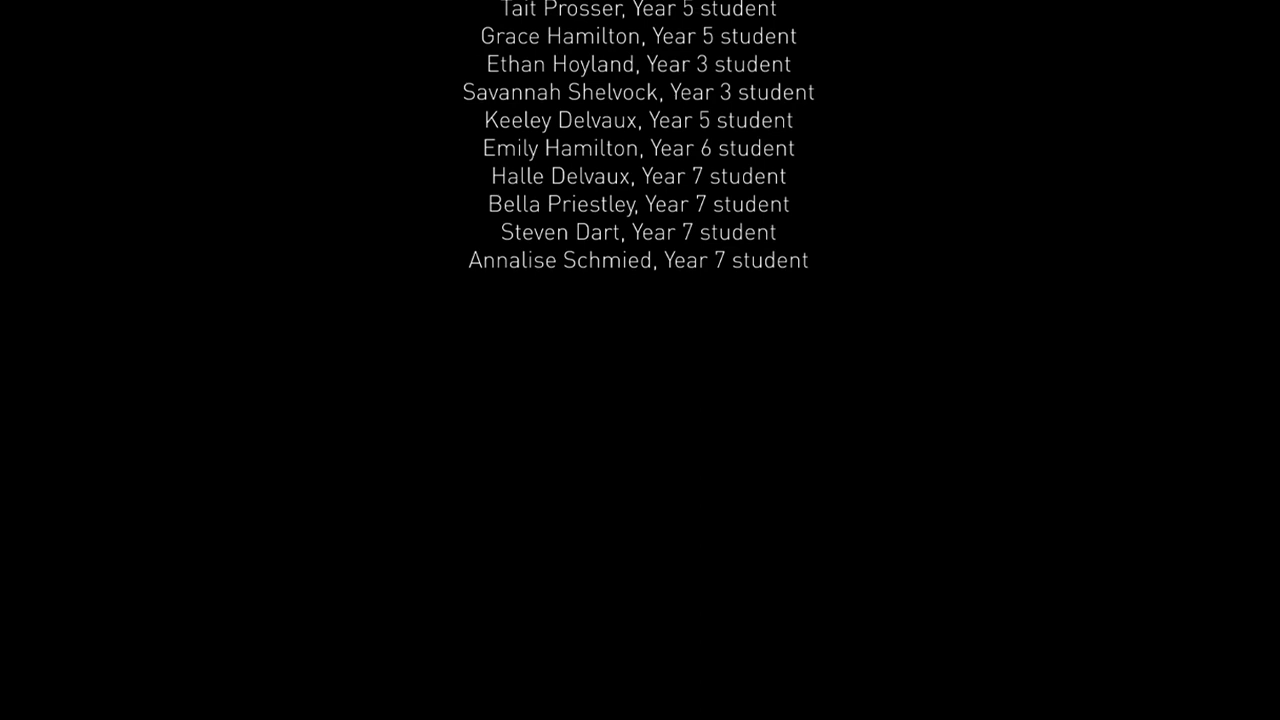 Tait Prosser, Year 5 student
Grace Hamilton, Year 5 student
Ethan Hoyland, Year 3 student
Savannah Shelvock, Year 3 student
Keeley Delvaux, Year 5 student
Emily Hamilton, Year 6 student
Halle Delvaux, Year 7 student
Bella Priestley, Year 7 student
Steven Dart, Year 7 student
Annalise Schmied, Year 7 student